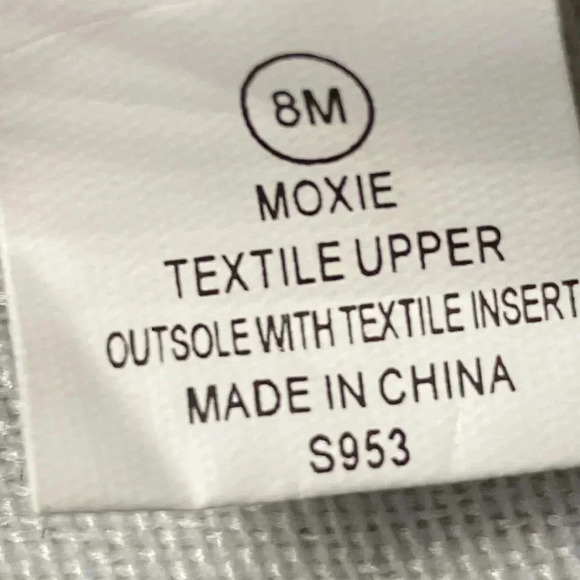 8M
MOXIE
TEXTILE UPPER
OUTSOLE WITH TEXTILE INSERT
MADE IN CHINA
S953